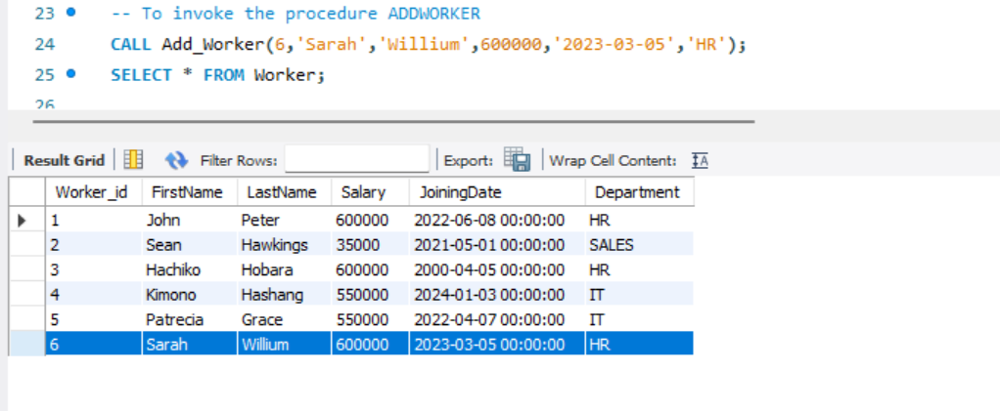 23 -- To invoke the procedure ADDWORKER
24 CALL Add_Worker(6,'Sarah','Willium',600000,'2023-03-05','HR');
25 SELECT * FROM Worker;
26
Result Grid Filter Rows: Export: Wrap Cell Content: IA
Worker_id FirstName LastName Salary JoiningDate Department
1 John Peter 600000 2022-06-08 00:00:00 HR
2 Sean Hawkings 35000 2021-05-01 00:00:00 SALES
3 Hachiko Hobara 600000 2000-04-05 00:00:00 HR
4 Kimono Hashang 550000 2024-01-03 00:00:00 IT
5 Patrecia Grace 550000 2022-04-07 00:00:00 IT
6 Sarah Willium 600000 2023-03-05 00:00:00 HR